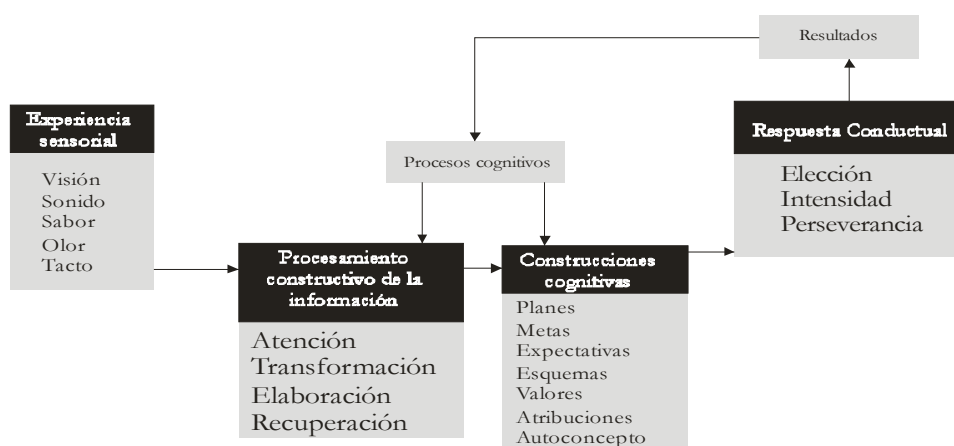 Resultados
Experiencia
sensorial
Visión
Sonido
Sabor
Olor
Tacto
Procesos cognitivos
Procesamiento
constructivo de la
información
Atención
Transformación
Elaboración
Recuperación
Construcciones
cognitivas
Planes
Metas
Expectativas
Esquemas
Valores
Atribuciones
Autoconcepto
Respuesta Conductual
Elección
Intensidad
Perseverancia